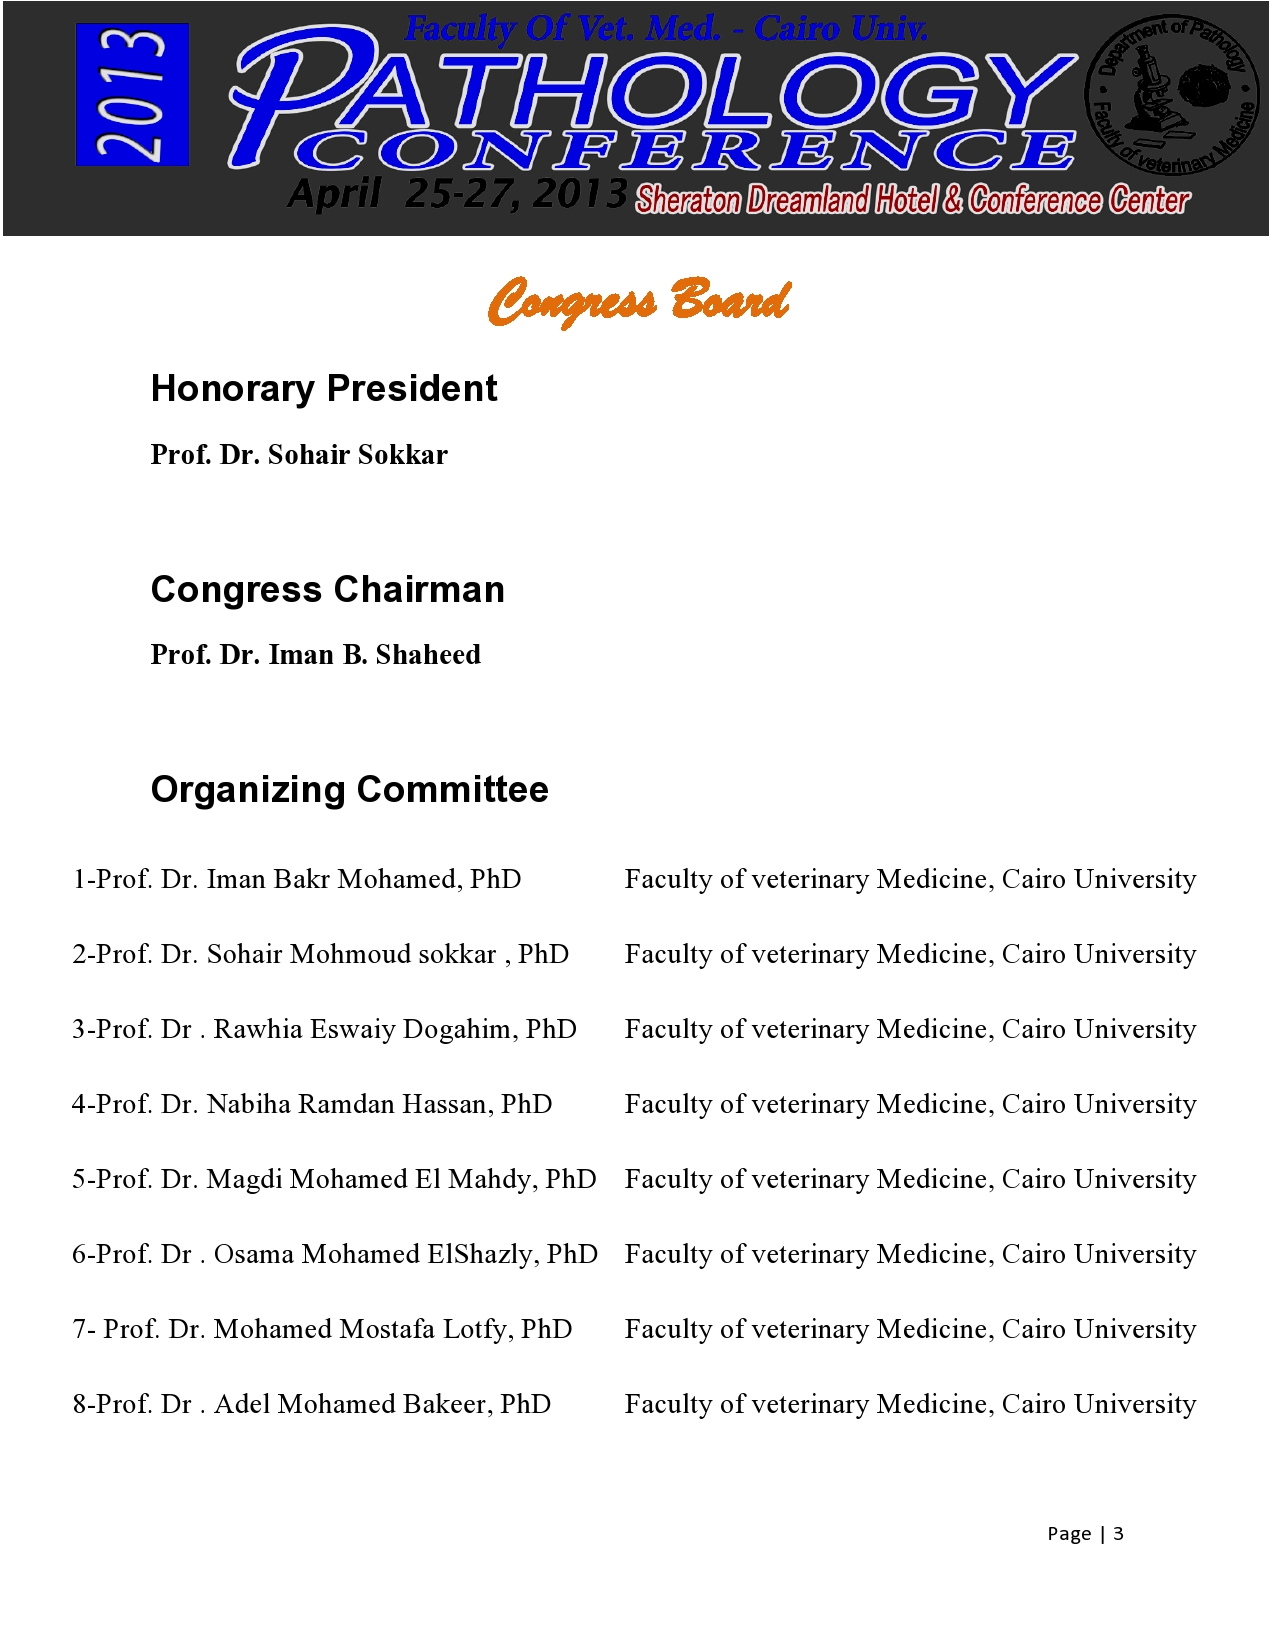 Faculty Of Vet. Med. - Cairo Univ.
2013
PATHOLOGY
CONFERENCE
April 25-27, 2013 Sheraton Dreamland Hotel & Conference Center
Department of Pathology
Faculty of veterinary Medicine
Congress Board
Honorary President
Prof. Dr. Sohair Sokkar
Congress Chairman
Prof. Dr. Iman B. Shaheed
Organizing Committee
1-Prof. Dr. Iman Bakr Mohamed, PhD Faculty of veterinary Medicine, Cairo University
2-Prof. Dr. Sohair Mohmoud sokkar , PhD Faculty of veterinary Medicine, Cairo University
3-Prof. Dr . Rawhia Eswaiy Dogahim, PhD Faculty of veterinary Medicine, Cairo University
4-Prof. Dr. Nabiha Ramdan Hassan, PhD Faculty of veterinary Medicine, Cairo University
5-Prof. Dr. Magdi Mohamed El Mahdy, PhD Faculty of veterinary Medicine, Cairo University
6-Prof. Dr . Osama Mohamed ElShazly, PhD Faculty of veterinary Medicine, Cairo University
7- Prof. Dr. Mohamed Mostafa Lotfy, PhD Faculty of veterinary Medicine, Cairo University
8-Prof. Dr . Adel Mohamed Bakeer, PhD Faculty of veterinary Medicine, Cairo University
Page | 3